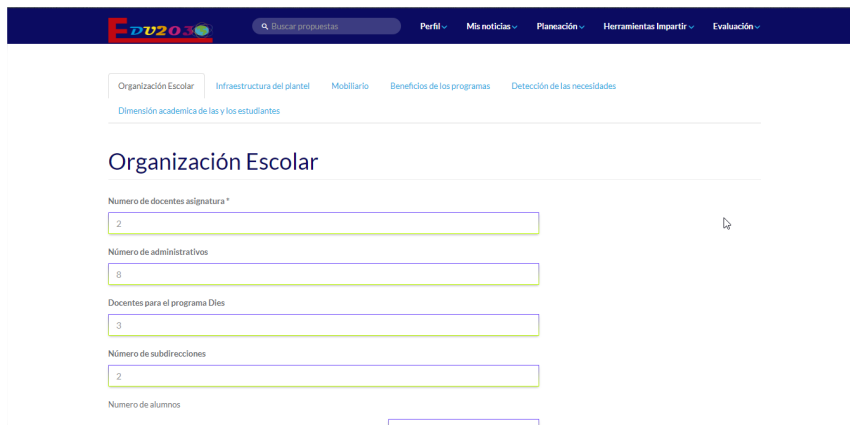 EDU2030
Buscar propuestas
Perfil
Mis noticias
Planeación
Herramientas Impartir
Evaluación
Organización Escolar
Infraestructura del plantel
Mobiliario
Beneficios de los programas
Detección de las necesidades
Dimensión academica de las y los estudiantes
Organización Escolar
Numero de docentes asignatura *
2
Número de administrativos
8
Docentes para el programa Dies
3
Número de subdirecciones
2
Numero de alumnos